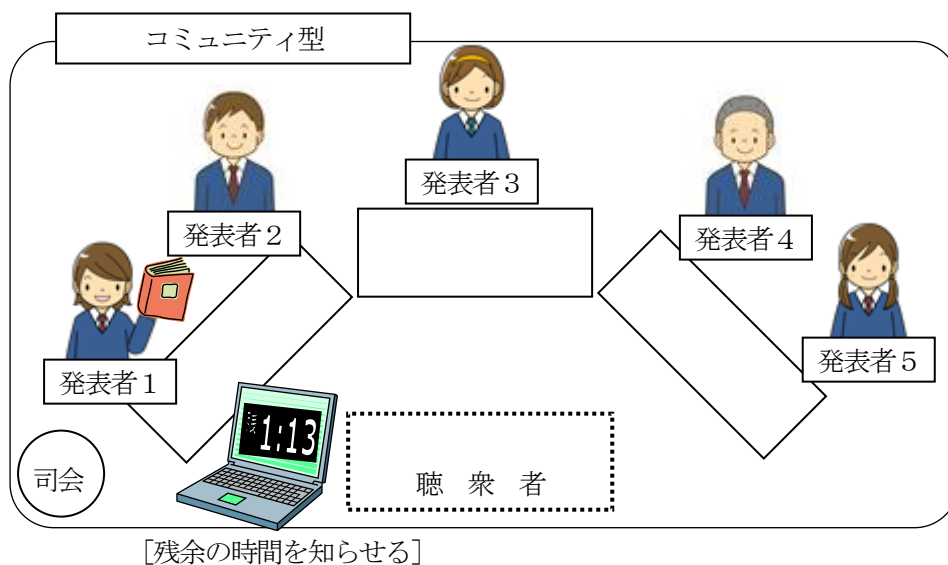 コミュニティ型
発表者３
発表者２
発表者４
発表者１
発表者５
1:13
司会
聴 衆 者
［残余の時間を知らせる］